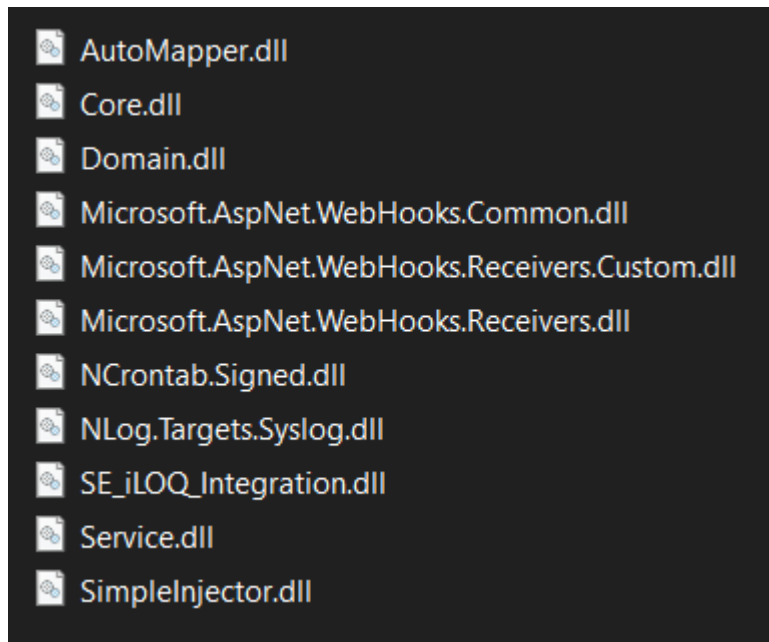 AutoMapper.dll
Core.dll
Domain.dll
Microsoft.AspNet.WebHooks.Common.dll
Microsoft.AspNet.WebHooks.Receivers.Custom.dll
Microsoft.AspNet.WebHooks.Receivers.dll
NCrontab.Signed.dll
NLog.Targets.Syslog.dll
SE_iLOQ_Integration.dll
Service.dll
SimpleInjector.dll